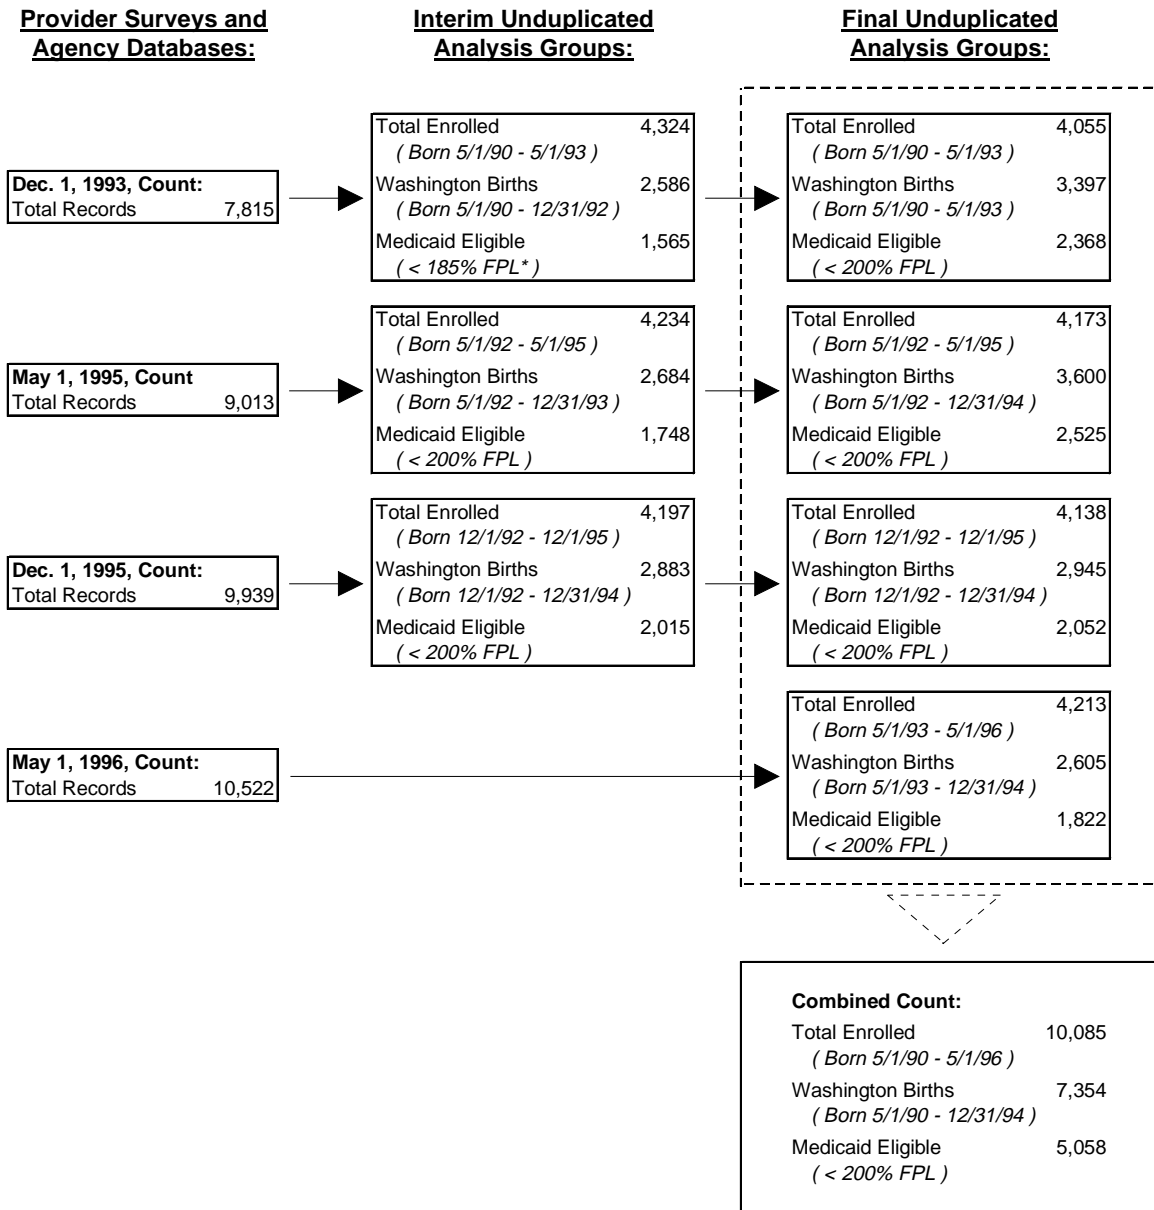 Provider Surveys and
Agency Databases:
Interim Unduplicated
Analysis Groups:
Final Unduplicated
Analysis Groups:
Dec. 1, 1993, Count:
Total Records 7,815
Total Enrolled 4,324
( Born 5/1/90 - 5/1/93 )
Washington Births 2,586
( Born 5/1/90 - 12/31/92 )
Medicaid Eligible 1,565
( < 185% FPL* )
Total Enrolled 4,055
( Born 5/1/90 - 5/1/93 )
Washington Births 3,397
( Born 5/1/90 - 5/1/93 )
Medicaid Eligible 2,368
( < 200% FPL )
May 1, 1995, Count
Total Records 9,013
Total Enrolled 4,234
( Born 5/1/92 - 5/1/95 )
Washington Births 2,684
( Born 5/1/92 - 12/31/93 )
Medicaid Eligible 1,748
( < 200% FPL )
Total Enrolled 4,173
( Born 5/1/92 - 5/1/95 )
Washington Births 3,600
( Born 5/1/92 - 12/31/94 )
Medicaid Eligible 2,525
( < 200% FPL )
Dec. 1, 1995, Count:
Total Records 9,939
Total Enrolled 4,197
( Born 12/1/92 - 12/1/95 )
Washington Births 2,883
( Born 12/1/92 - 12/31/94 )
Medicaid Eligible 2,015
( < 200% FPL )
Total Enrolled 4,138
( Born 12/1/92 - 12/1/95 )
Washington Births 2,945
( Born 12/1/92 - 12/31/94 )
Medicaid Eligible 2,052
( < 200% FPL )
May 1, 1996, Count:
Total Records 10,522
Total Enrolled 4,213
( Born 5/1/93 - 5/1/96 )
Washington Births 2,605
( Born 5/1/93 - 12/31/94 )
Medicaid Eligible 1,822
( < 200% FPL )
Combined Count:
Total Enrolled 10,085
( Born 5/1/90 - 5/1/96 )
Washington Births 7,354
( Born 5/1/90 - 12/31/94 )
Medicaid Eligible 5,058
( < 200% FPL )